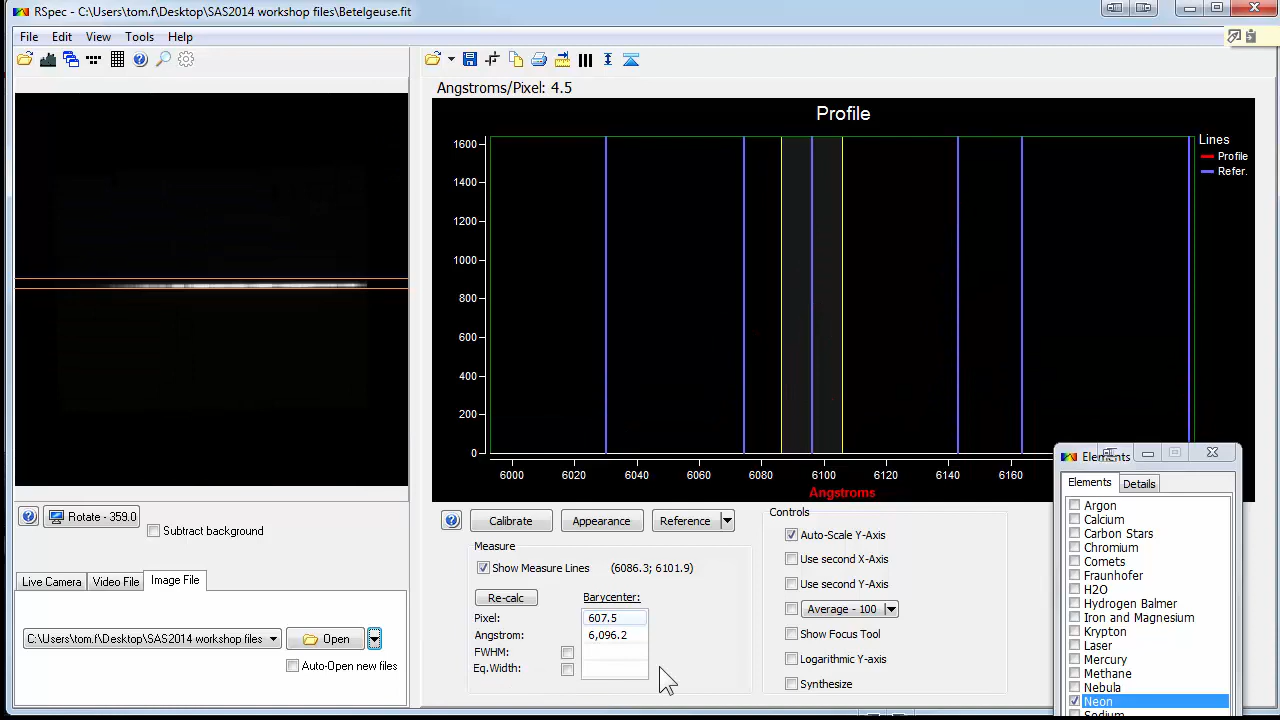 RSpec - C:\Users\tom.f\Desktop\SAS2014 workshop files\Betelgeuse.fit
File Edit View Tools Help
Angstroms/Pixel: 4.5
Profile
Lines
Profile
Refer.
1600
1400
1200
1000
800
600
400
200
0
6000 6020 6040 6060 6080 6100 6120 6140 6160
Angstroms
Rotate - 359.0
Subtract background
Live Camera Video File Image File
C:\Users\tom.f\Desktop\SAS2014 workshop files Open
Auto-Open new files
Calibrate Appearance Reference
Measure
Show Measure Lines (6086.3; 6101.9)
Re-calc Barycenter:
Pixel: 607.5
Angstrom: 6,096.2
FWHM:
Eq.Width:
Controls
Auto-Scale Y-Axis
Use second X-Axis
Use second Y-Axis
Average - 100
Show Focus Tool
Logarithmic Y-axis
Synthesize
Elements
Elements Details
Argon
Calcium
Carbon Stars
Chromium
Comets
Fraunhofer
H2O
Hydrogen Balmer
Iron and Magnesium
Krypton
Laser
Mercury
Methane
Nebula
Neon
Sodium